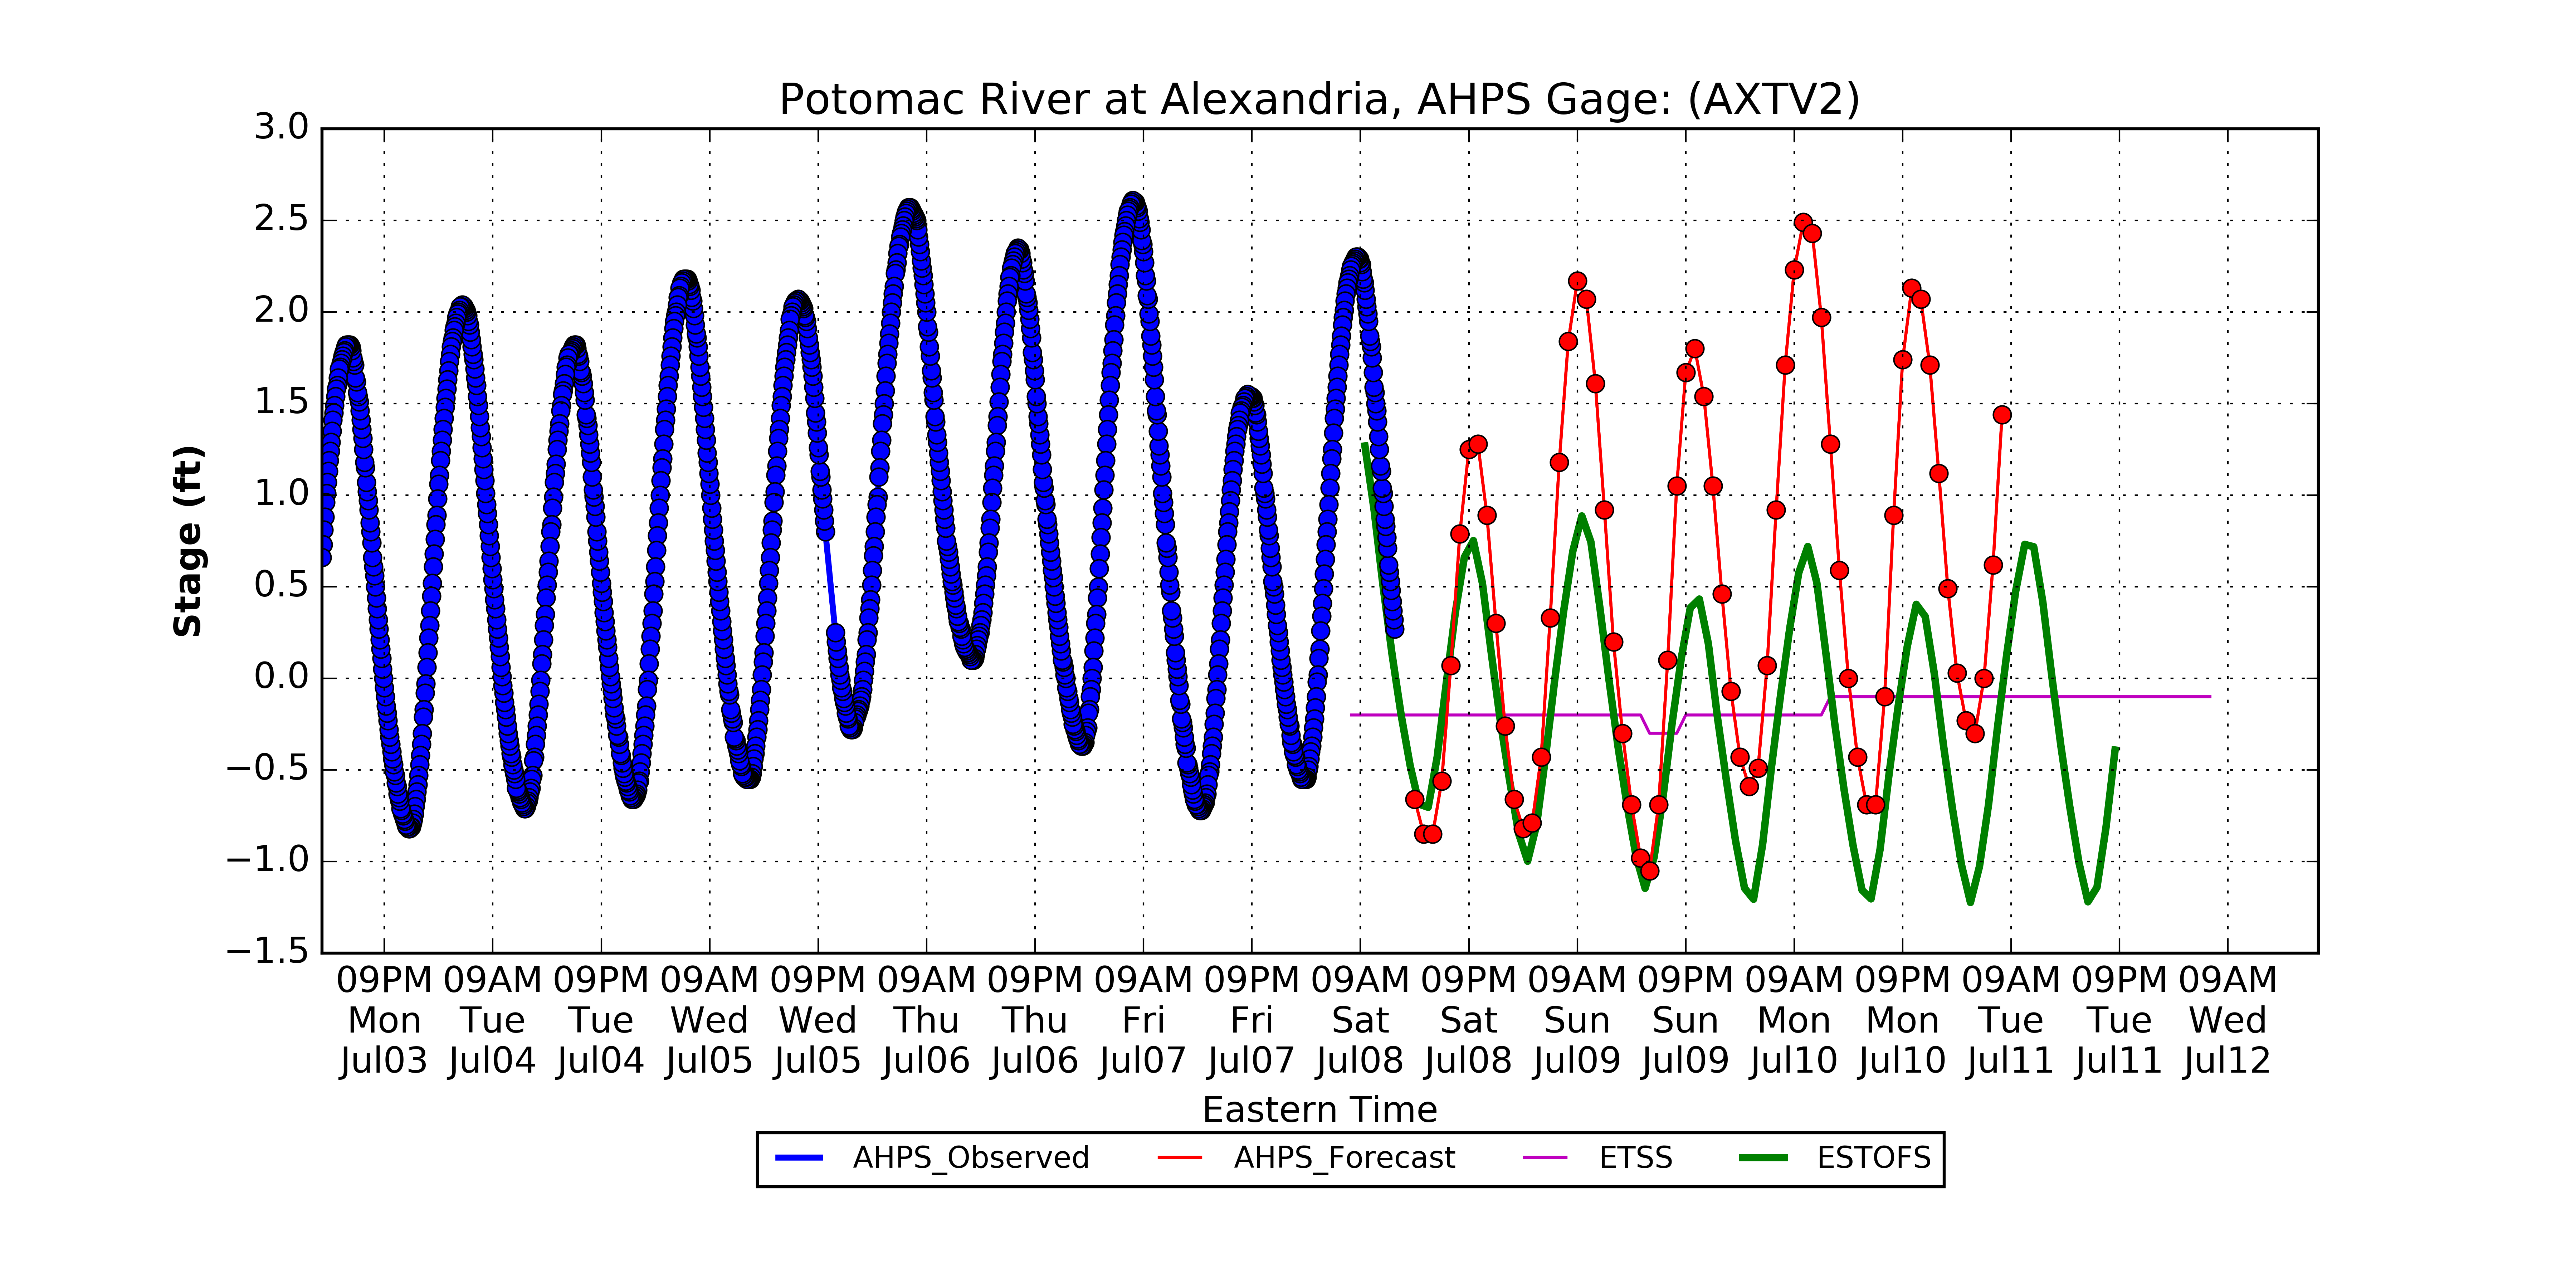 Potomac River at Alexandria, AHPS Gage: (AXTV2)
3.0
2.5
2.0
1.5
1.0
0.5
0.0
−0.5
−1.0
−1.5
Stage (ft)
09PM 09AM 09PM 09AM 09PM 09AM 09PM 09AM 09PM 09AM 09PM 09AM 09PM 09AM 09PM 09AM 09PM 09AM
Mon Tue Tue Wed Wed Thu Thu Fri Fri Sat Sat Sun Sun Mon Mon Tue Tue Wed
Jul03 Jul04 Jul04 Jul05 Jul05 Jul06 Jul06 Jul07 Jul07 Jul08 Jul08 Jul09 Jul09 Jul10 Jul10 Jul11 Jul11 Jul12
Eastern Time
AHPS_Observed AHPS_Forecast ETSS ESTOFS